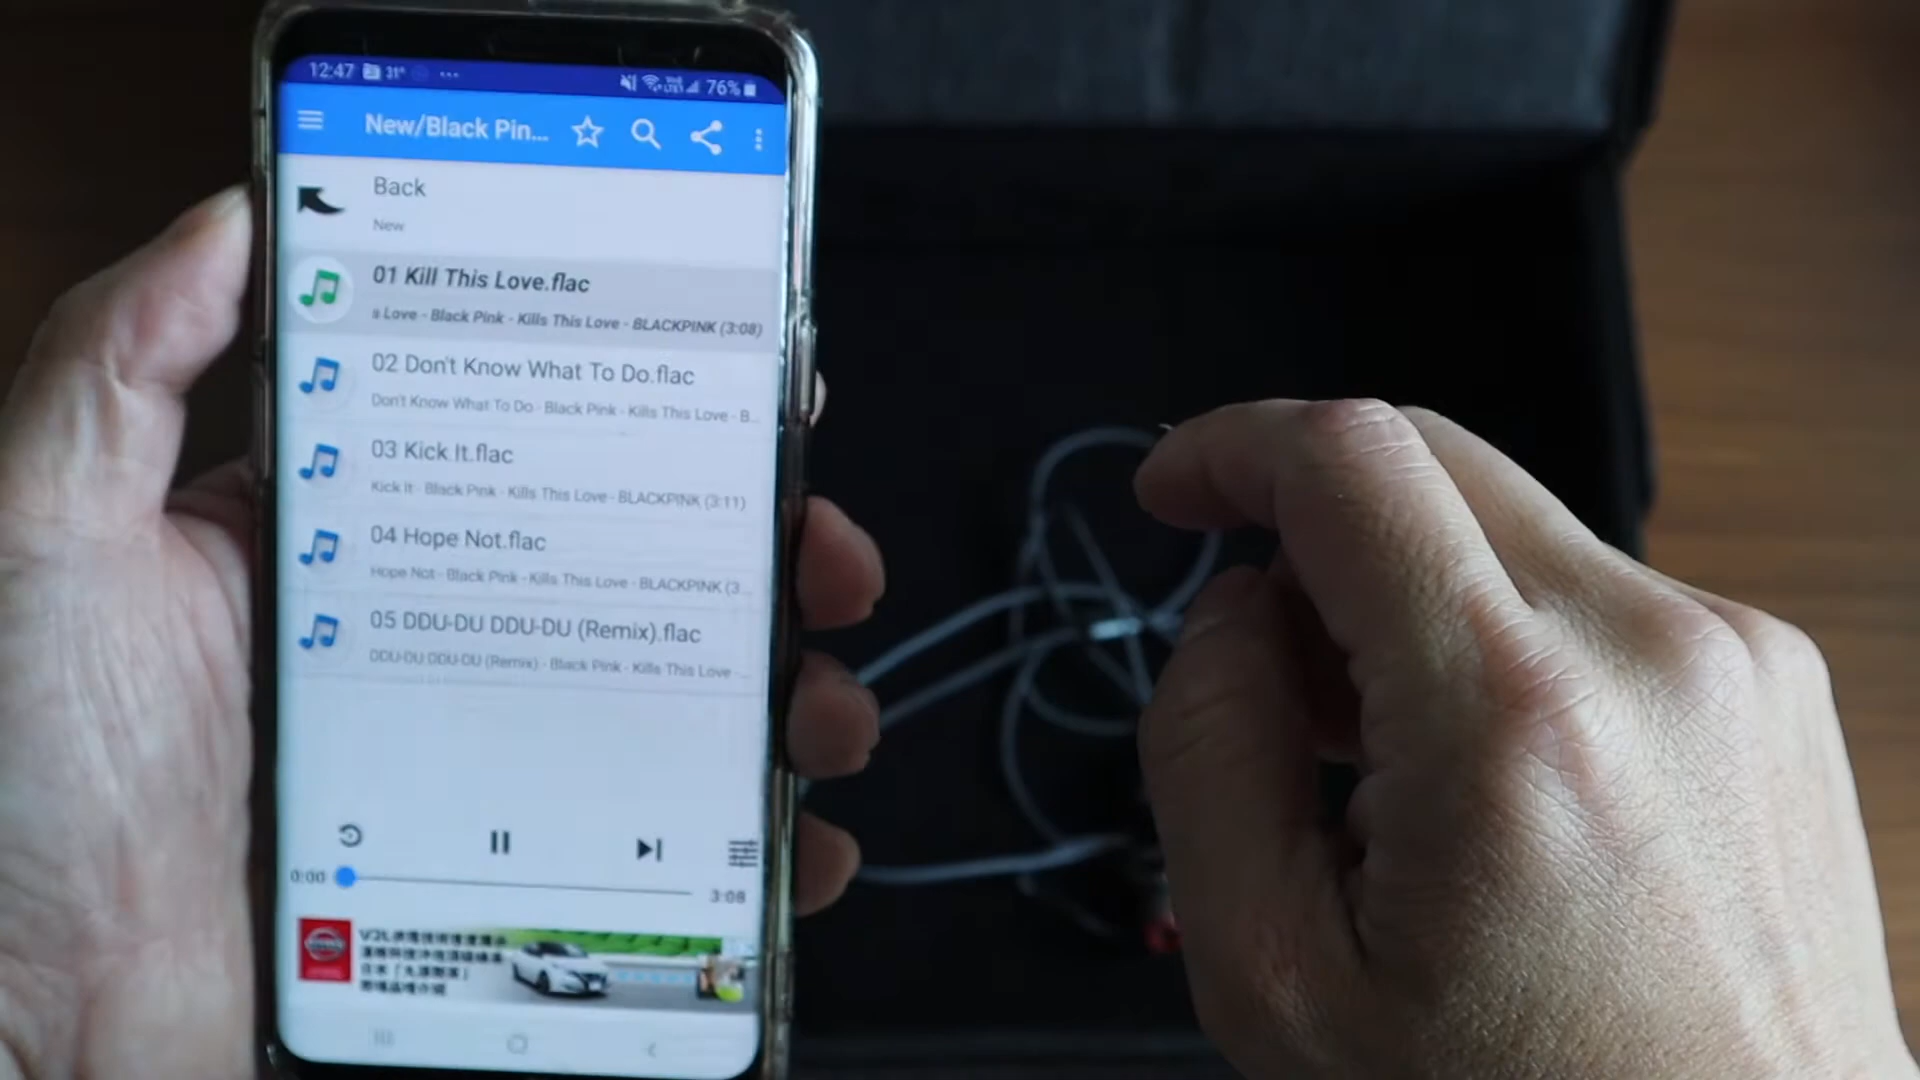 12:47 31° ... 76%
New/Black Pin...
Back
New
01 Kill This Love.flac
s Love - Black Pink - Kills This Love - BLACKPINK (3:08)
02 Don't Know What To Do.flac
Don't Know What To Do - Black Pink - Kills This Love - B...
03 Kick It.flac
Kick It - Black Pink - Kills This Love - BLACKPINK (3:11)
04 Hope Not.flac
Hope Not - Black Pink - Kills This Love - BLACKPINK (3...
05 DDU-DU DDU-DU (Remix).flac
DDU-DU DDU-DU (Remix) - Black Pink - Kills This Love -...
0:00
3:08